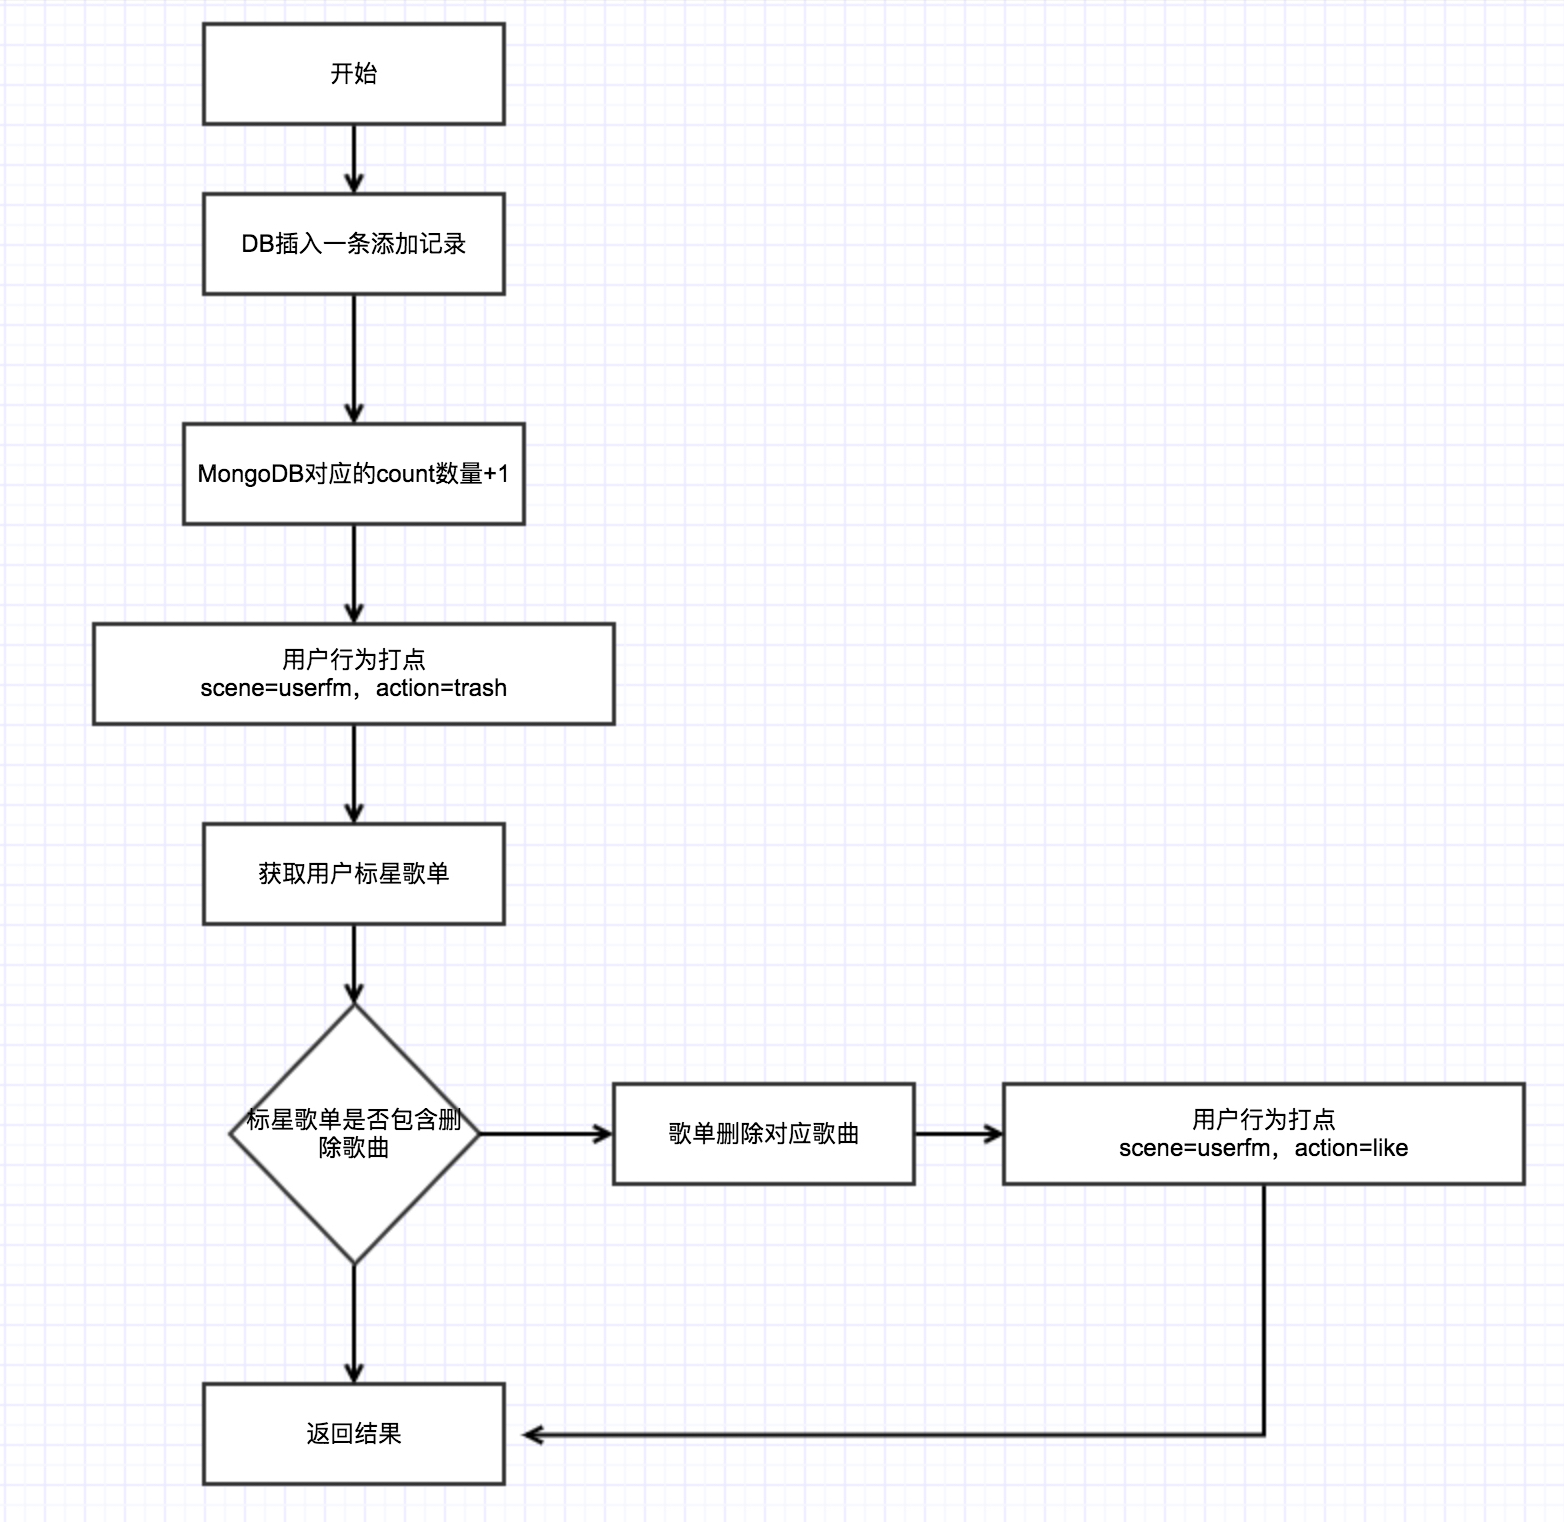 开始
DB插入一条添加记录
MongoDB对应的count数量+1
用户行为打点
scene=userfm，action=trash
获取用户标星歌单
标星歌单是否包含删
除歌曲
歌单删除对应歌曲
用户行为打点
scene=userfm，action=like
返回结果